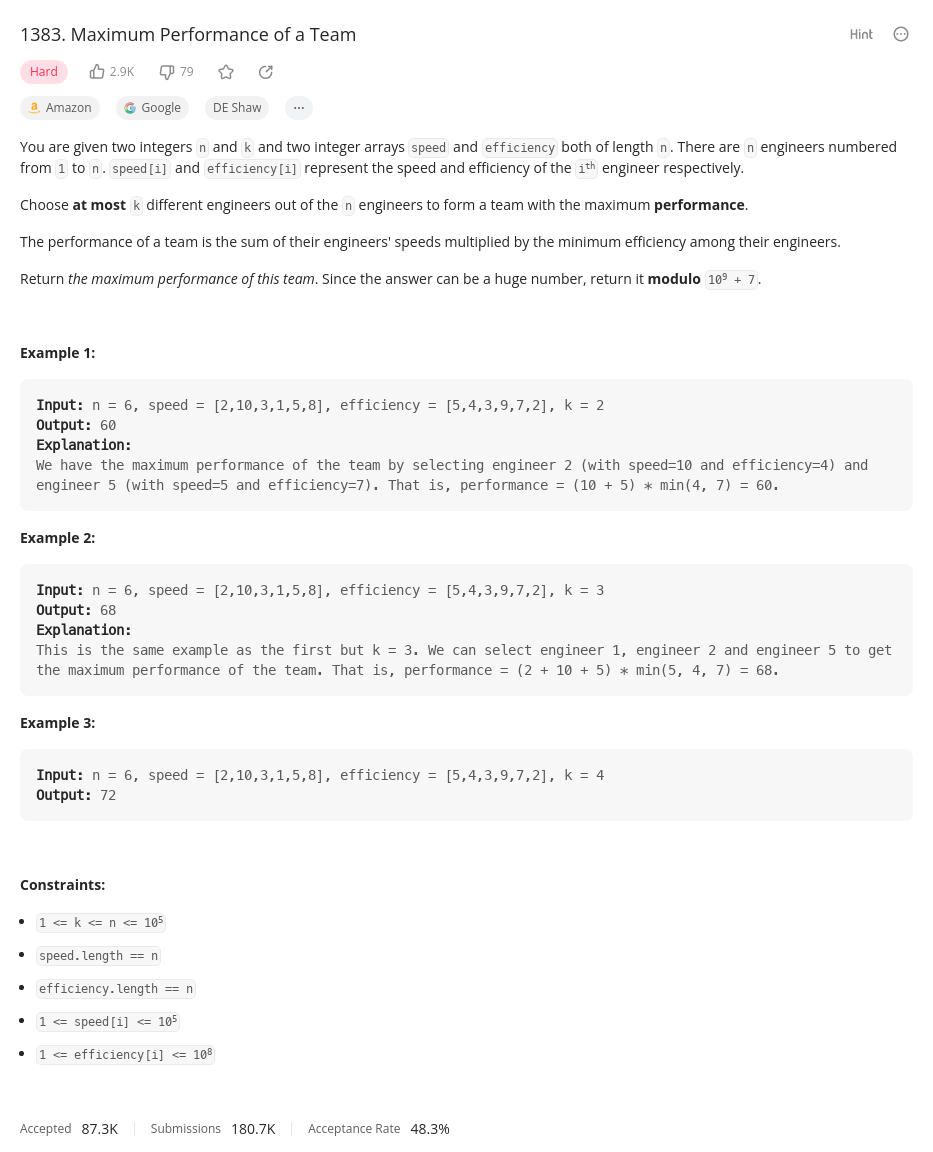 1383. Maximum Performance of a Team
Hint
Hard 2.9K 79
Amazon Google DE Shaw ...
You are given two integers n and k and two integer arrays speed and efficiency both of length n. There are n engineers numbered
from 1 to n. speed[i] and efficiency[i] represent the speed and efficiency of the iᵗʰ engineer respectively.
Choose at most k different engineers out of the n engineers to form a team with the maximum performance.
The performance of a team is the sum of their engineers' speeds multiplied by the minimum efficiency among their engineers.
Return the maximum performance of this team. Since the answer can be a huge number, return it modulo 10⁹ + 7.
Example 1:
Input: n = 6, speed = [2,10,3,1,5,8], efficiency = [5,4,3,9,7,2], k = 2
Output: 60
Explanation:
We have the maximum performance of the team by selecting engineer 2 (with speed=10 and efficiency=4) and
engineer 5 (with speed=5 and efficiency=7). That is, performance = (10 + 5) * min(4, 7) = 60.
Example 2:
Input: n = 6, speed = [2,10,3,1,5,8], efficiency = [5,4,3,9,7,2], k = 3
Output: 68
Explanation:
This is the same example as the first but k = 3. We can select engineer 1, engineer 2 and engineer 5 to get
the maximum performance of the team. That is, performance = (2 + 10 + 5) * min(5, 4, 7) = 68.
Example 3:
Input: n = 6, speed = [2,10,3,1,5,8], efficiency = [5,4,3,9,7,2], k = 4
Output: 72
Constraints:
• 1 <= k <= n <= 10⁵
• speed.length == n
• efficiency.length == n
• 1 <= speed[i] <= 10⁵
• 1 <= efficiency[i] <= 10⁸
Accepted 87.3K Submissions 180.7K Acceptance Rate 48.3%